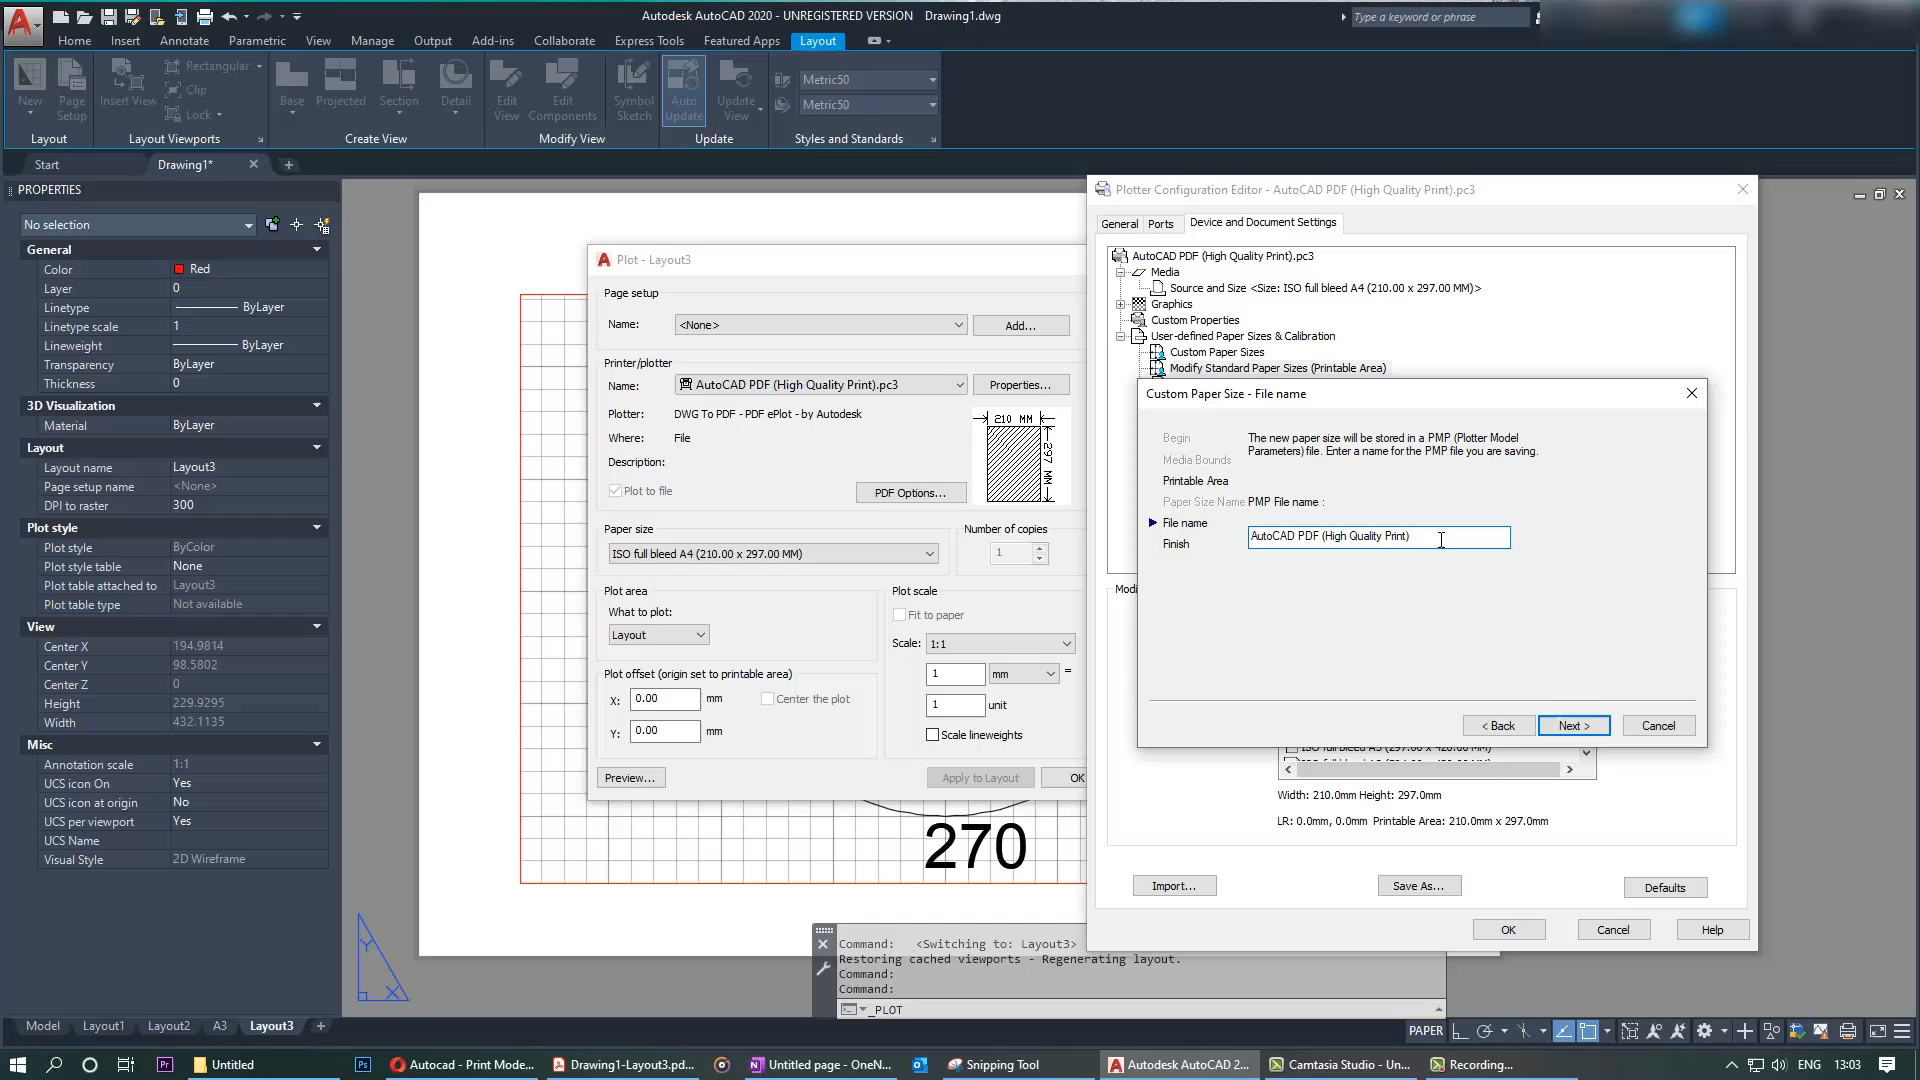 Autodesk AutoCAD 2020 - UNREGISTERED VERSION Drawing1.dwg
Type a keyword or phrase
Home Insert Annotate Parametric View Manage Output Add-ins Collaborate Express Tools Featured Apps Layout
New
Page Setup
Insert View
Rectangular
Clip
Lock
Base
Projected
Section
Detail
Edit View
Edit Components
Symbol Sketch
Auto Update
Update View
Metric50
Metric50
Layout
Layout Viewports
Create View
Modify View
Update
Styles and Standards
Start
Drawing1*
PROPERTIES
No selection
General
Color Red
Layer 0
Linetype ByLayer
Linetype scale 1
Lineweight ByLayer
Transparency ByLayer
Thickness 0
3D Visualization
Material ByLayer
Layout
Layout name Layout3
Page setup name <None>
DPI to raster 300
Plot style
Plot style ByColor
Plot style table None
Plot table attached to Layout3
Plot table type Not available
View
Center X 194.9814
Center Y 98.5802
Center Z 0
Height 229.9295
Width 432.1135
Misc
Annotation scale 1:1
UCS icon On Yes
UCS icon at origin No
UCS per viewport Yes
UCS Name
Visual Style 2D Wireframe
Plot - Layout3
Page setup
Name: <None> Add...
Printer/plotter
Name: AutoCAD PDF (High Quality Print).pc3 Properties...
Plotter: DWG To PDF - PDF ePlot - by Autodesk
Where: File
Description:
Plot to file
PDF Options...
210 MM
297 MM
Paper size
ISO full bleed A4 (210.00 x 297.00 MM)
Number of copies
1
Plot area
What to plot:
Layout
Plot scale
Fit to paper
Scale: 1:1
1 mm =
1 unit
Scale lineweights
Plot offset (origin set to printable area)
X: 0.00 mm Center the plot
Y: 0.00 mm
Preview... Apply to Layout OK
270
Plotter Configuration Editor - AutoCAD PDF (High Quality Print).pc3
General Ports Device and Document Settings
AutoCAD PDF (High Quality Print).pc3
Media
Source and Size <Size: ISO full bleed A4 (210.00 x 297.00 MM)>
Graphics
Custom Properties
User-defined Paper Sizes & Calibration
Custom Paper Sizes
Modify Standard Paper Sizes (Printable Area)
Custom Paper Size - File name
Begin
Media Bounds
Printable Area
Paper Size Name
File name
Finish
The new paper size will be stored in a PMP (Plotter Model
Parameters) file. Enter a name for the PMP file you are saving.
PMP File name :
AutoCAD PDF (High Quality Print)
< Back Next > Cancel
Modi
Width: 210.0mm Height: 297.0mm
LR: 0.0mm, 0.0mm Printable Area: 210.0mm x 297.0mm
Import... Save As... Defaults
OK Cancel Help
Command: <Switching to: Layout3>
Restoring cached viewports - Regenerating layout.
Command:
Command:
_PLOT
Y
X
Model Layout1 Layout2 A3 Layout3
PAPER
Pr
Untitled
Ps
Autocad - Print Mode...
Drawing1-Layout3.pd...
Untitled page - OneN...
Snipping Tool
Autodesk AutoCAD 2...
Camtasia Studio - Un...
Recording...
ENG
13:03